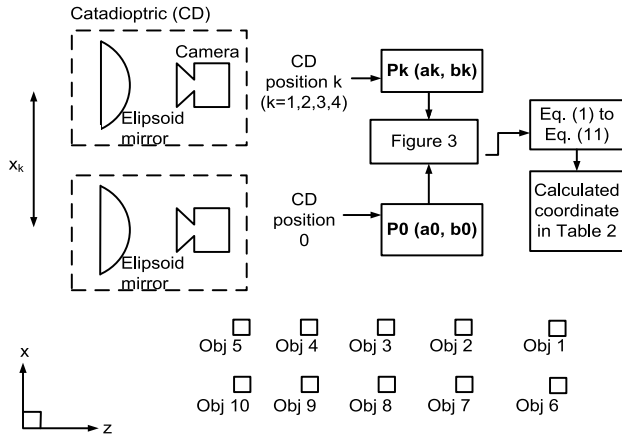 Catadioptric (CD)
Camera
Elipsoid
mirror
x_k
Elipsoid
mirror
CD
position k
(k=1,2,3,4)
Pk (ak, bk)
Figure 3
CD
position
0
P0 (a0, b0)
Eq. (1) to
Eq. (11)
Calculated
coordinate
in Table 2
Obj 5
Obj 4
Obj 3
Obj 2
Obj 1
Obj 10
Obj 9
Obj 8
Obj 7
Obj 6
x
z